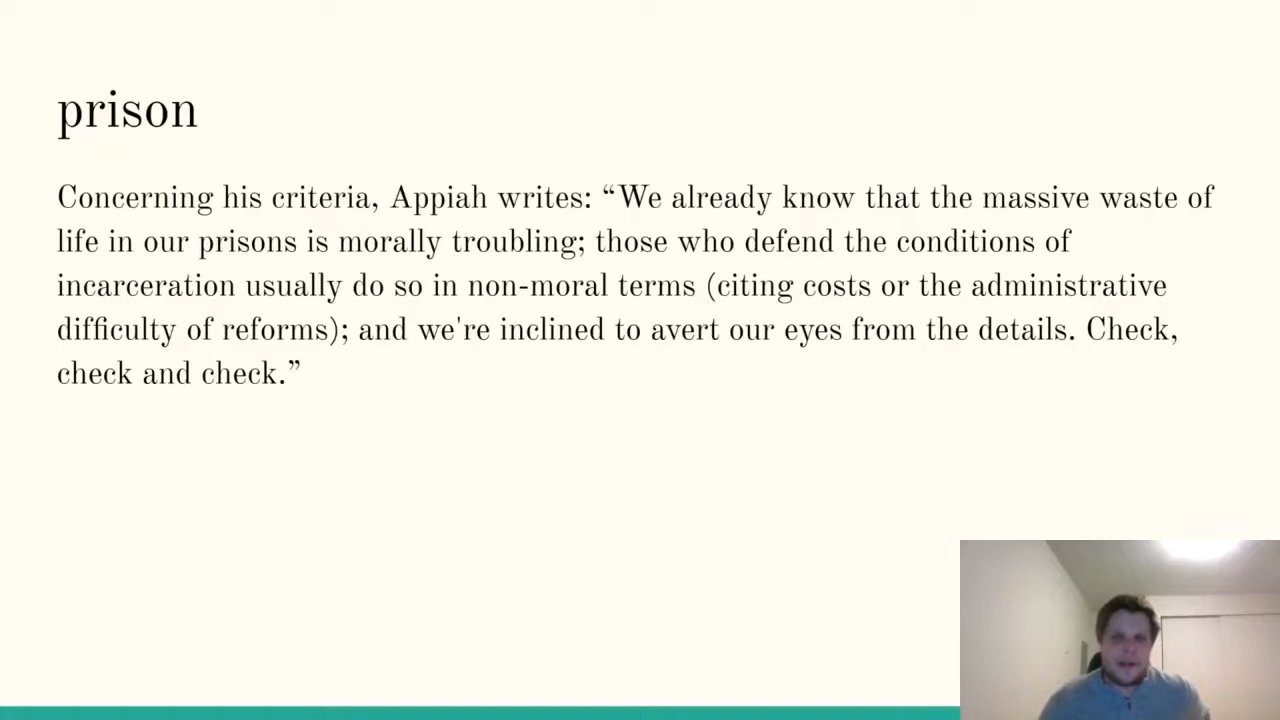 prison
Concerning his criteria, Appiah writes: “We already know that the massive waste of
life in our prisons is morally troubling; those who defend the conditions of
incarceration usually do so in non-moral terms (citing costs or the administrative
difficulty of reforms); and we're inclined to avert our eyes from the details. Check,
check and check.”